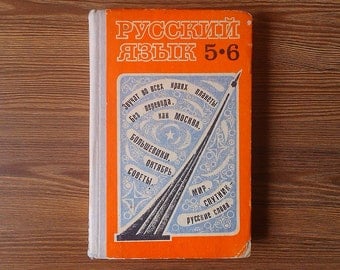 РУССКИЙ
ЯЗЫК 5•6
Звучат во всех краях планеты
Без перевода,
как Москва,
Большевики,
Октябрь,
Советы,
Мир,
Спутник,
русские слова.